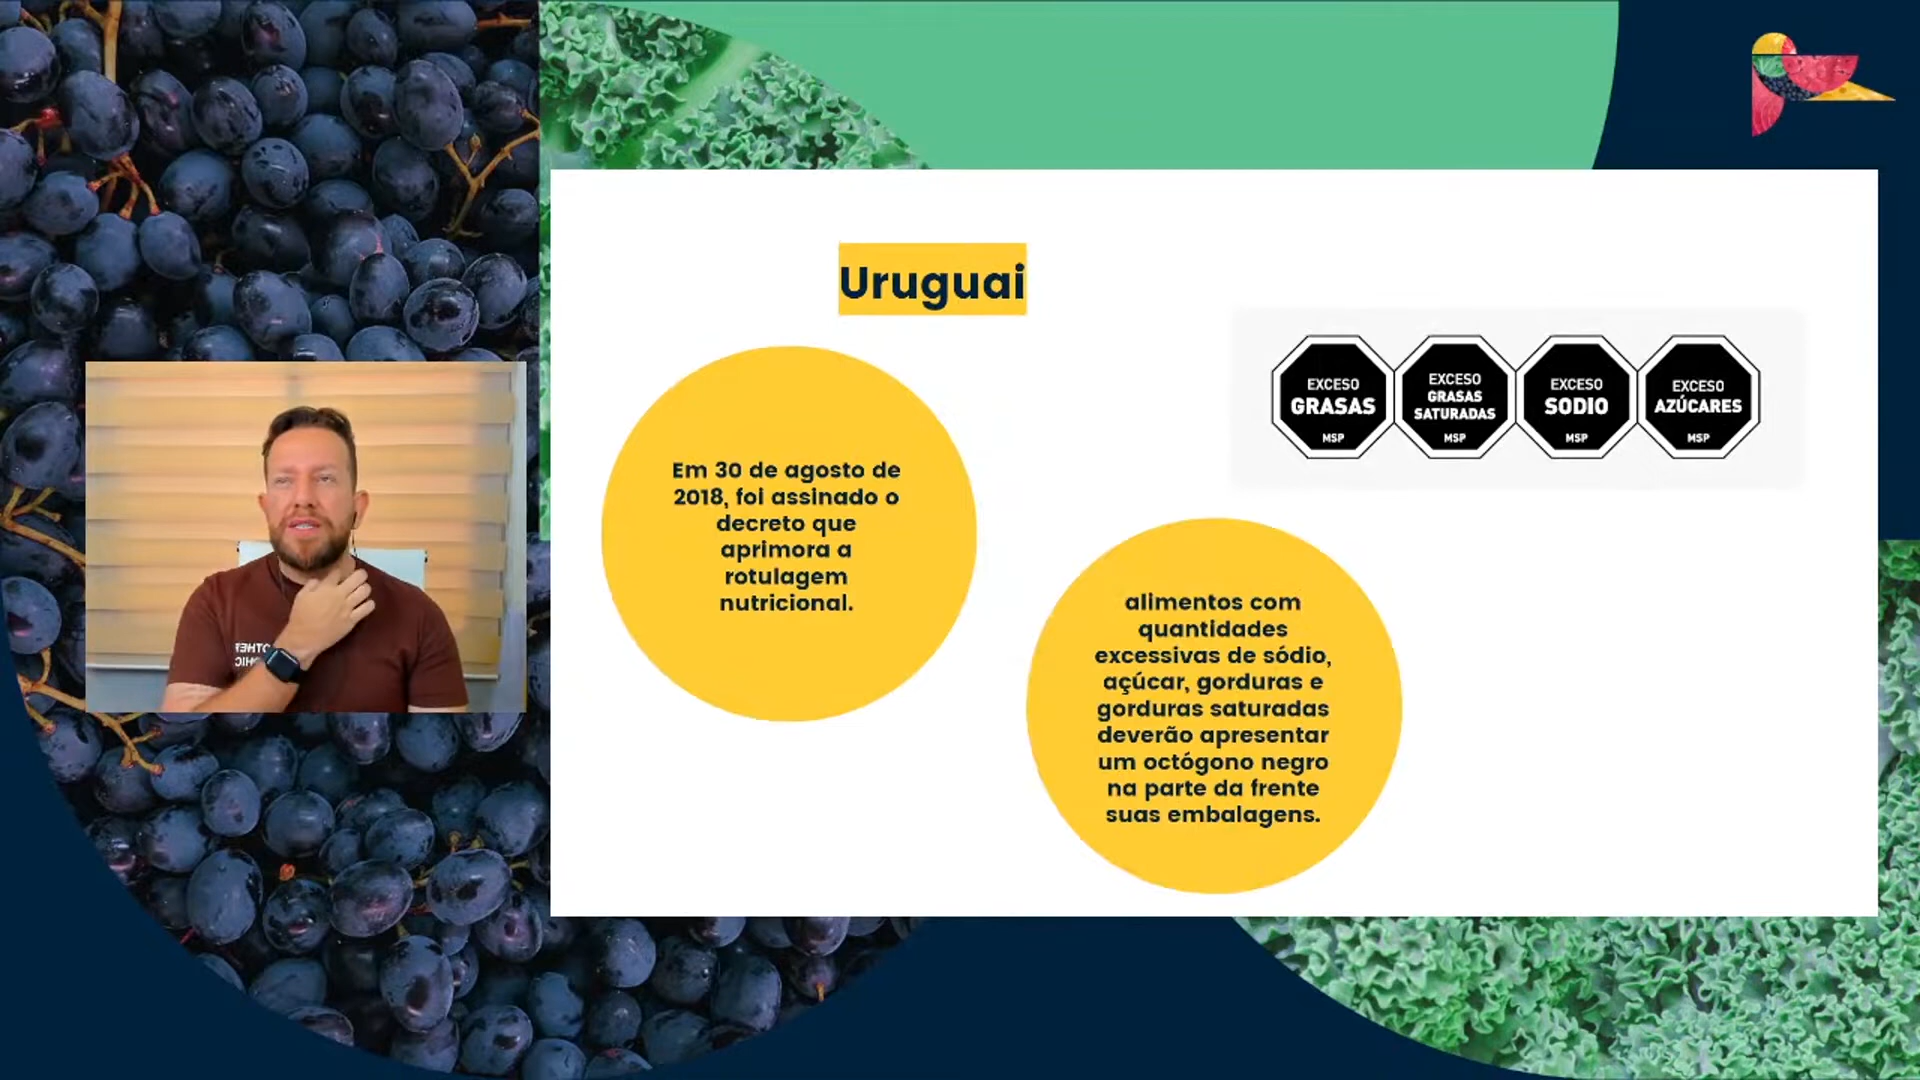 Uruguai
EXCESO
GRASAS
MSP
EXCESO
GRASAS
SATURADAS
MSP
EXCESO
SODIO
MSP
EXCESO
AZÚCARES
MSP
Em 30 de agosto de
2018, foi assinado o
decreto que
aprimora a
rotulagem
nutricional.
alimentos com
quantidades
excessivas de sódio,
açúcar, gorduras e
gorduras saturadas
deverão apresentar
um octógono negro
na parte da frente
suas embalagens.